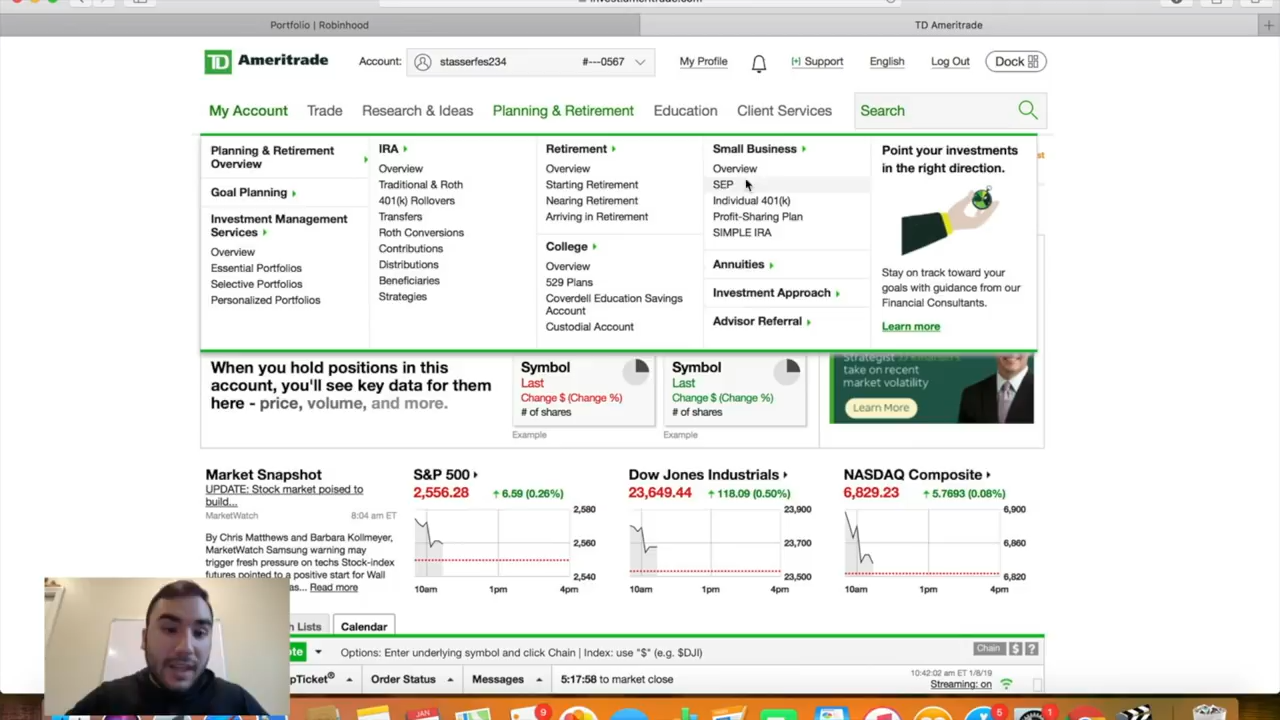 invest.ameritrade.com
Portfolio | Robinhood
TD Ameritrade
TD Ameritrade
Account:
stasserfes234
#---0567
My Profile
[+] Support
English
Log Out
Dock
My Account
Trade
Research & Ideas
Planning & Retirement
Education
Client Services
Search
Planning & Retirement
Overview
Goal Planning
Investment Management
Services
Overview
Essential Portfolios
Selective Portfolios
Personalized Portfolios
IRA
Overview
Traditional & Roth
401(k) Rollovers
Transfers
Roth Conversions
Contributions
Distributions
Beneficiaries
Strategies
Retirement
Overview
Starting Retirement
Nearing Retirement
Arriving in Retirement
College
Overview
529 Plans
Coverdell Education Savings
Account
Custodial Account
Small Business
Overview
SEP
Individual 401(k)
Profit-Sharing Plan
SIMPLE IRA
Annuities
Investment Approach
Advisor Referral
Point your investments
in the right direction.
Stay on track toward your
goals with guidance from our
Financial Consultants.
Learn more
When you hold positions in this
account, you'll see key data for them
here - price, volume, and more.
Symbol
Last
Change $ (Change %)
# of shares
Example
Symbol
Last
Change $ (Change %)
# of shares
Example
take on recent
market volatility
Learn More
Market Snapshot
UPDATE: Stock market poised to
build...
MarketWatch
8:04 am ET
By Chris Matthews and Barbara Kollmeyer,
MarketWatch Samsung warning may
trigger fresh pressure on techs Stock-index
futures pointed to a positive start for Wall
Read more
S&P 500
2,556.28
6.59 (0.26%)
2,580
2,560
2,540
10am
1pm
4pm
Dow Jones Industrials
23,649.44
118.09 (0.50%)
23,900
23,700
23,500
10am
1pm
4pm
NASDAQ Composite
6,829.23
5.7693 (0.08%)
6,900
6,860
6,820
10am
1pm
4pm
h Lists
Calendar
ote
Options: Enter underlying symbol and click Chain | Index: use "$" (e.g. $DJI)
Chain
$
?
pTicket®
Order Status
Messages
5:17:58 to market close
10:42:02 am ET 1/8/19
Streaming: on
JAN
9
5